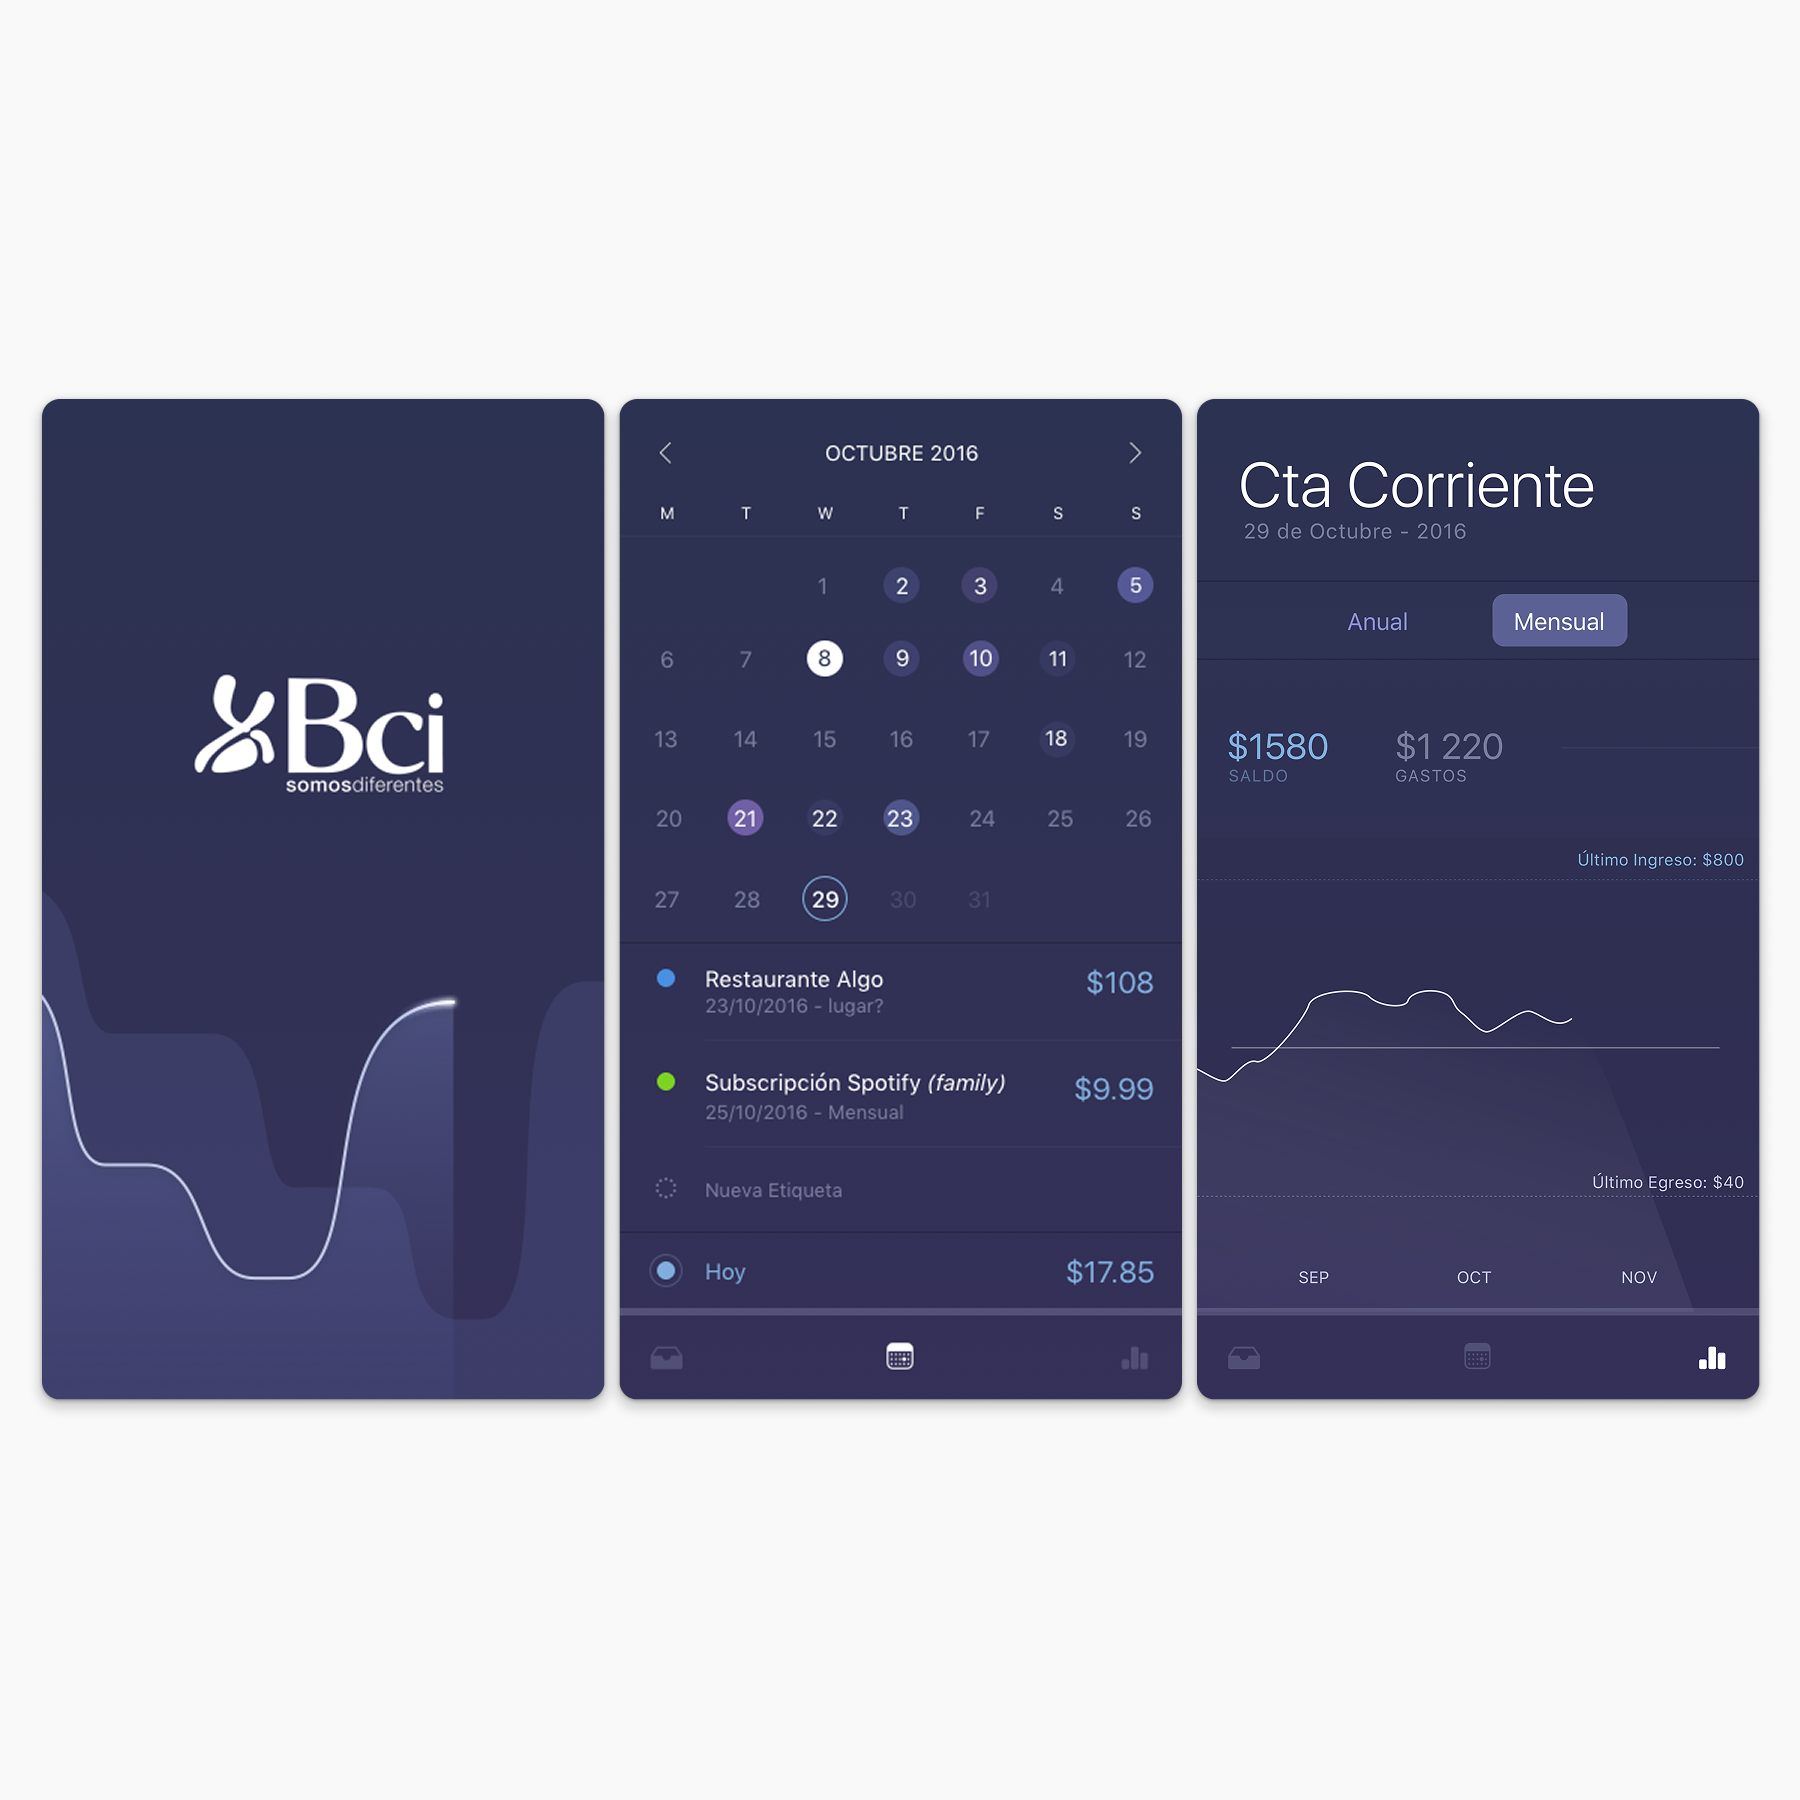 Bci
somosdiferentes
OCTUBRE 2016
M T W T F S S
1 2 3 4 5
6 7 8 9 10 11 12
13 14 15 16 17 18 19
20 21 22 23 24 25 26
27 28 29 30 31
Restaurante Algo $108
23/10/2016 - lugar?
Subscripción Spotify (family) $9.99
25/10/2016 - Mensual
Nueva Etiqueta
Hoy $17.85
Cta Corriente
29 de Octubre - 2016
Anual Mensual
$1580 $1 220
SALDO GASTOS
Último Ingreso: $800
Último Egreso: $40
SEP OCT NOV